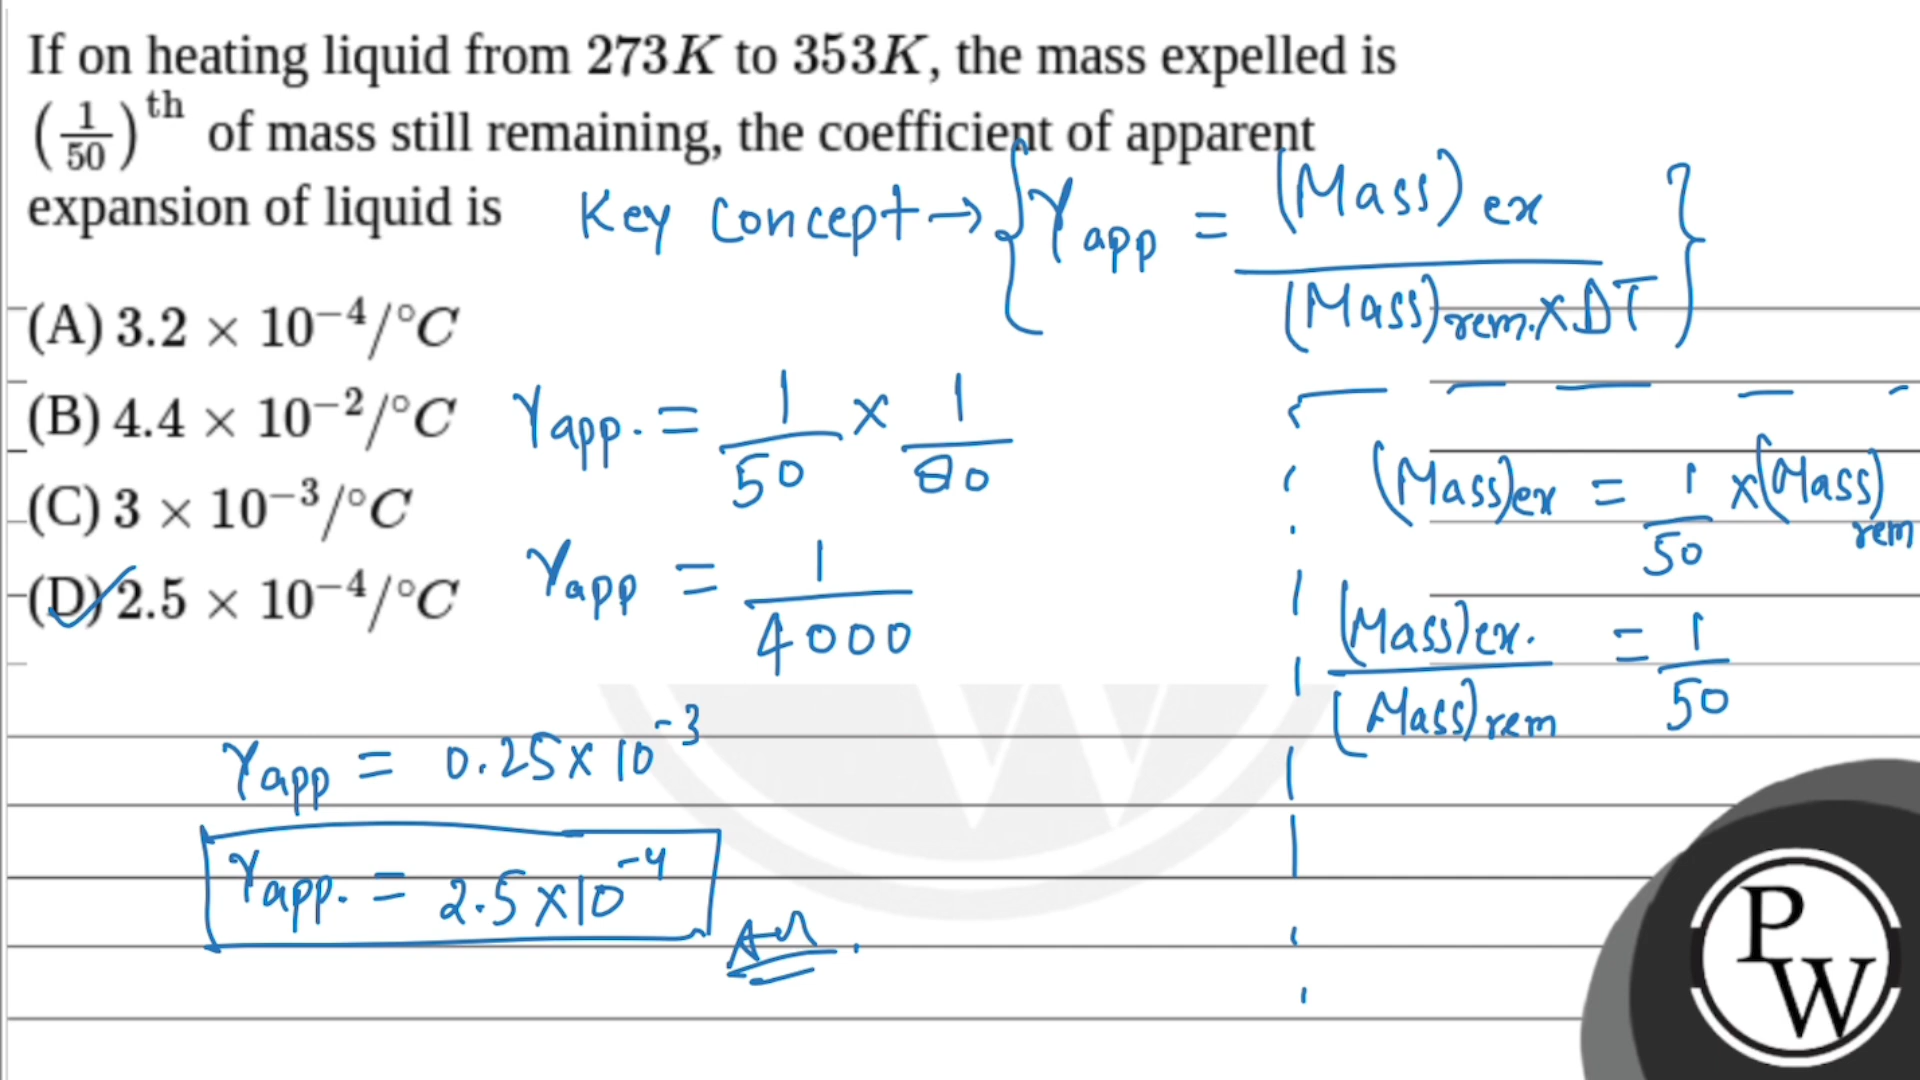 If on heating liquid from 273K to 353K, the mass expelled is
(1/50)^th of mass still remaining, the coefficient of apparent
expansion of liquid is
Key concept → {γapp = (Mass)ex / (Mass)rem. × ΔT}
(A) 3.2 × 10^−4/°C
(B) 4.4 × 10^−2/°C
(C) 3 × 10^−3/°C
(D) 2.5 × 10^−4/°C
γapp. = 1/50 × 1/80
γapp = 1/4000
γapp = 0.25 × 10^-3
γapp. = 2.5 × 10^-4
Ans.
(Mass)ex = 1/50 × (Mass)rem
(Mass)ex. / (Mass)rem = 1/50
PW